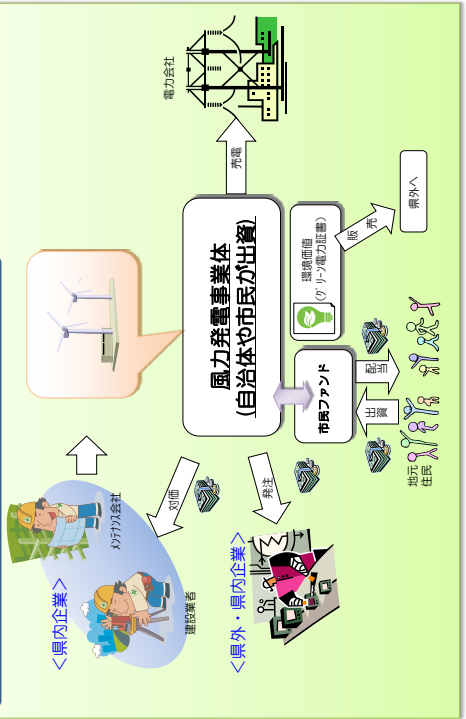 ＜県内企業＞
ﾒﾝﾃﾅﾝｽ会社
建設業者
＜県外・県内企業＞
対価
発注
風力発電事業体
(自治体や市民が出資)
市民ファンド
出資
配当
地元
住民
環境価値
(ｸﾞﾘｰﾝ電力証書)
販売
県外へ
売電
電力会社